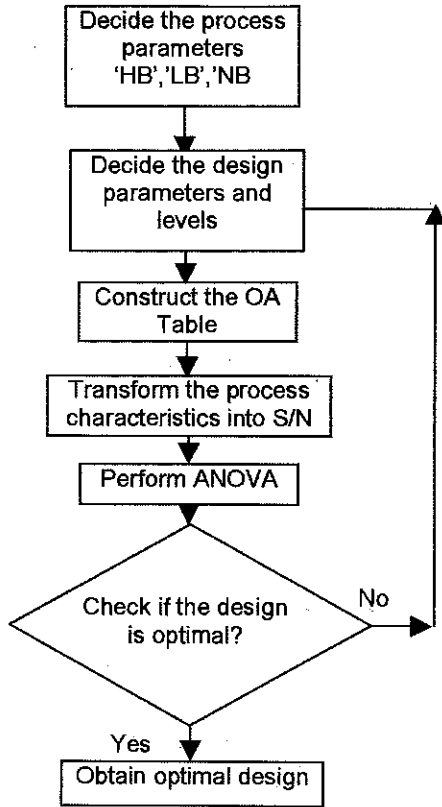 Decide the process
parameters
‘HB’,’LB’,’NB
Decide the design
parameters and
levels
Construct the OA
Table
Transform the process
characteristics into S/N
Perform ANOVA
Check if the design
is optimal?
No
Yes
Obtain optimal design